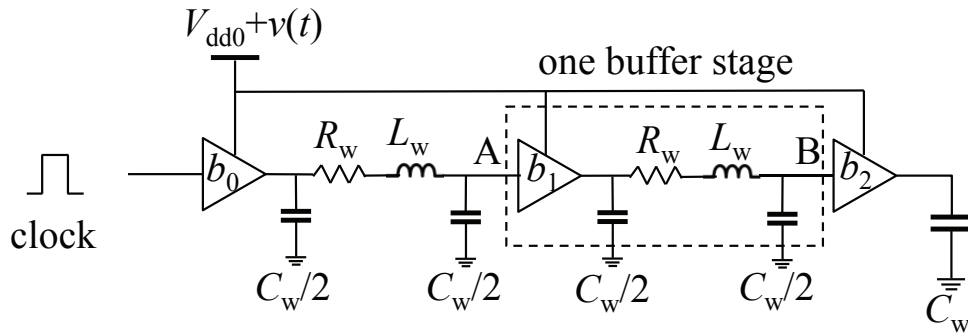 V_dd0+v(t)
one buffer stage
R_w L_w A R_w L_w B
b_0 b_1 b_2
clock
C_w/2 C_w/2 C_w/2 C_w/2 C_w